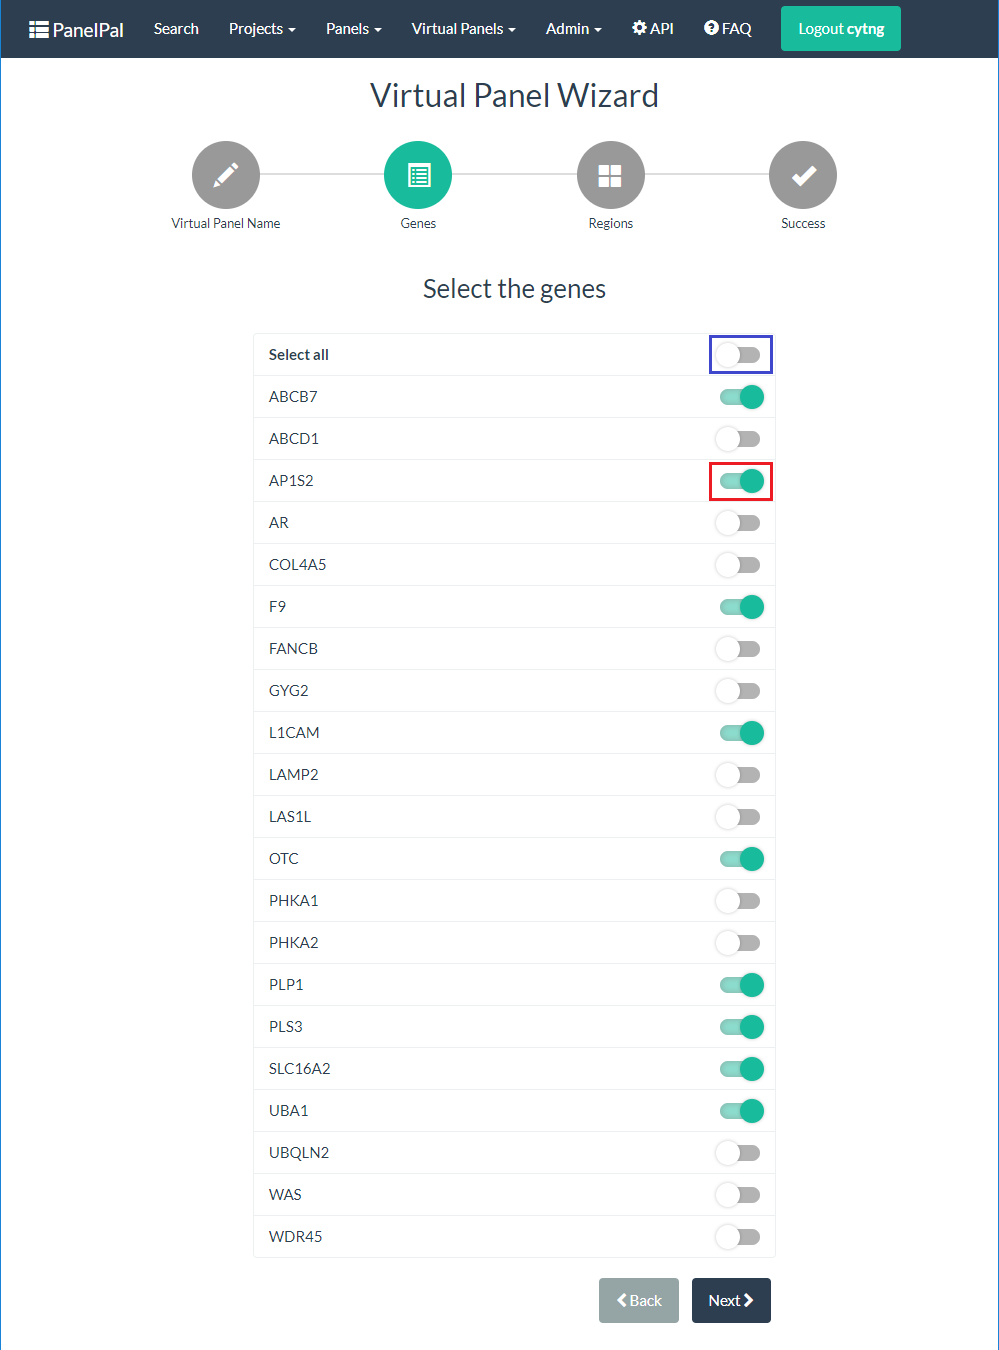 PanelPal Search Projects Panels Virtual Panels Admin API FAQ Logout cytng
Virtual Panel Wizard
Virtual Panel Name Genes Regions Success
Select the genes
Select all
ABCB7
ABCD1
AP1S2
AR
COL4A5
F9
FANCB
GYG2
L1CAM
LAMP2
LAS1L
OTC
PHKA1
PHKA2
PLP1
PLS3
SLC16A2
UBA1
UBQLN2
WAS
WDR45
Back Next